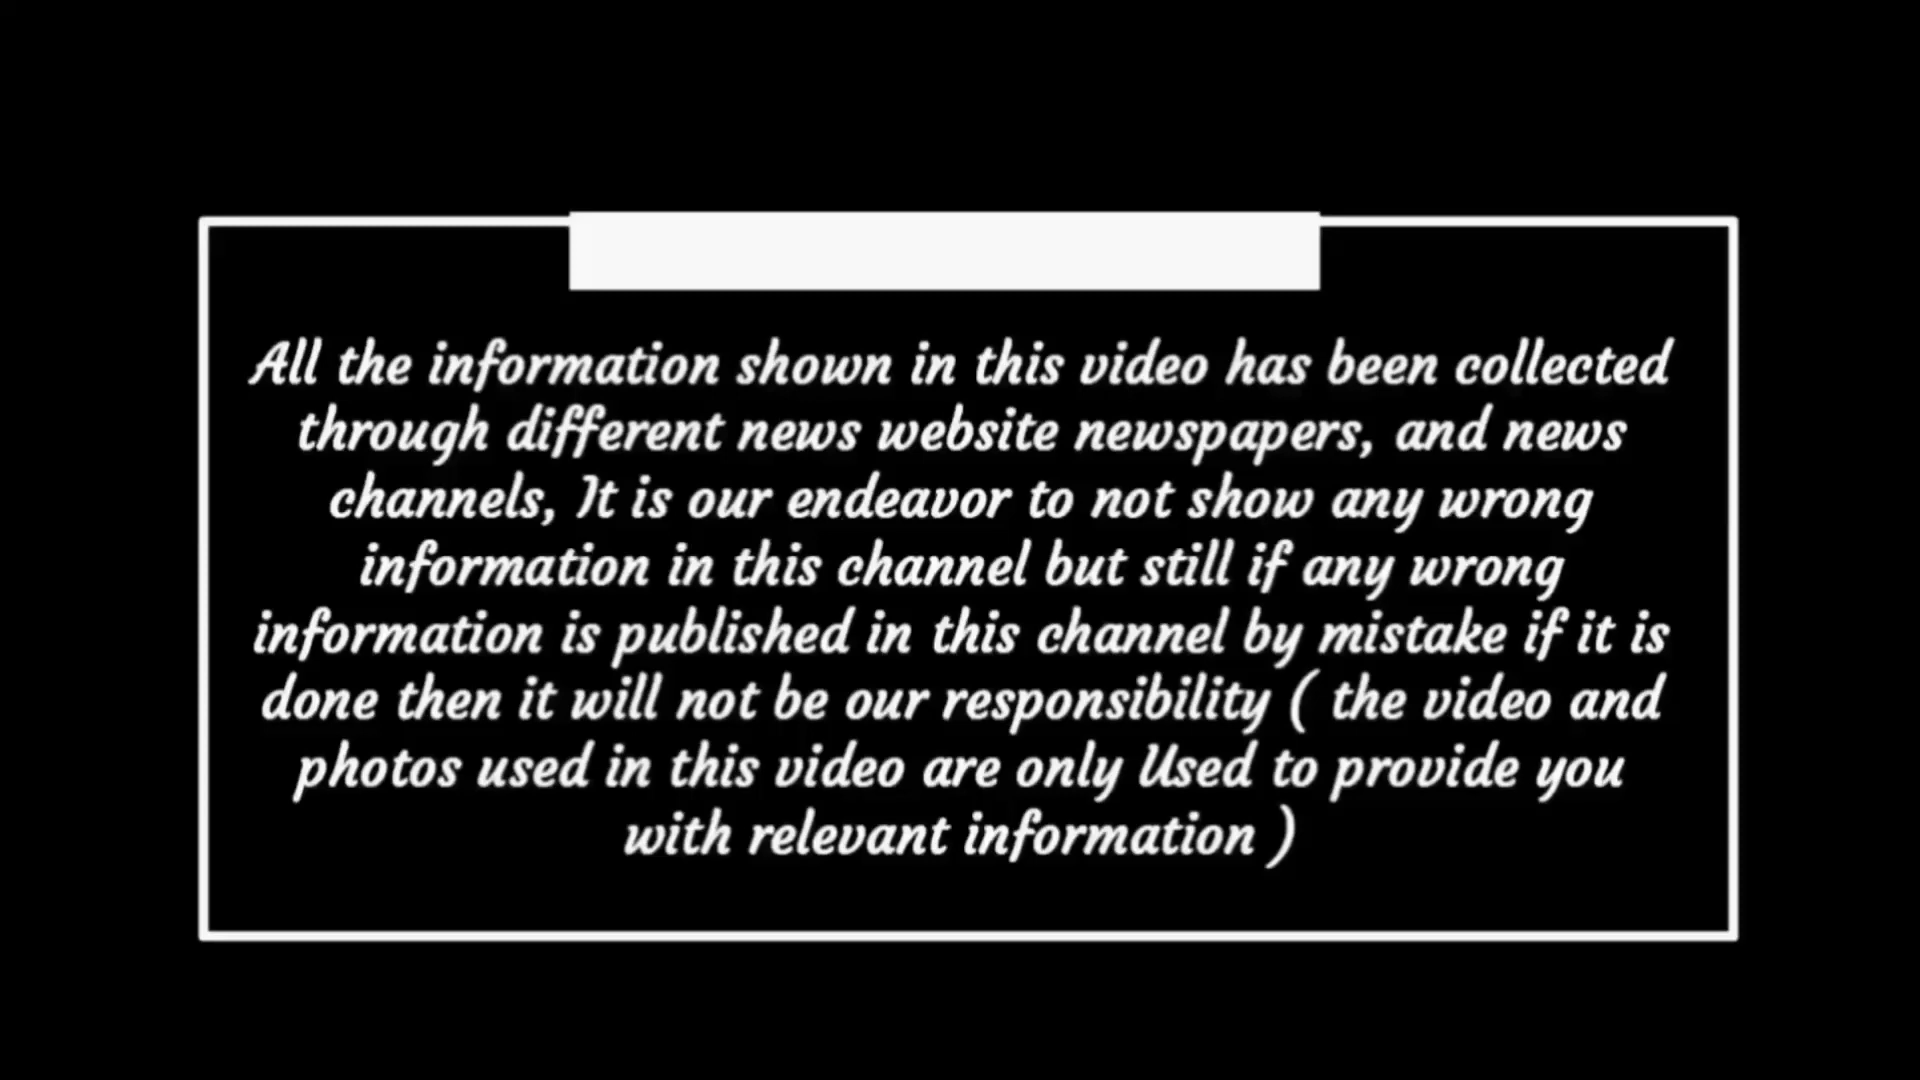 All the information shown in this video has been collected
through different news website newspapers, and news
channels, It is our endeavor to not show any wrong
information in this channel but still if any wrong
information is published in this channel by mistake if it is
done then it will not be our responsibility ( the video and
photos used in this video are only Used to provide you
with relevant information )